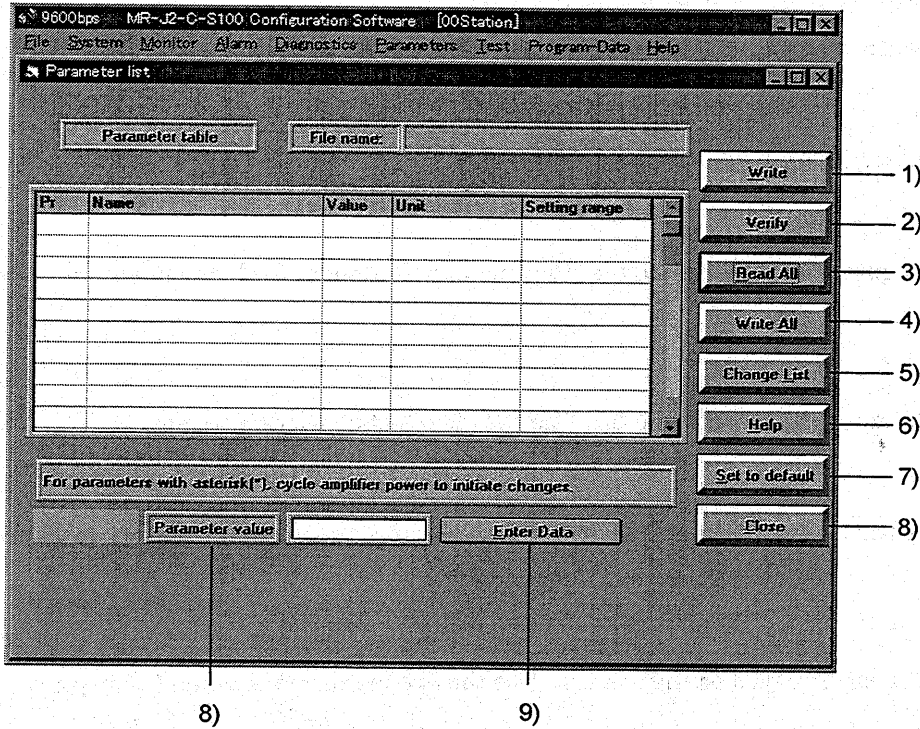 9600bps MR-J2-C-S100 Configuration Software [00Station]
File System Monitor Alarm Diagnostics Parameters Test Program-Data Help
Parameter list
Parameter table File name:
Write 1)
Pr Name Value Unit Setting range
Verify 2)
Read All 3)
Write All 4)
Change List 5)
Help 6)
Set to default 7)
For parameters with asterisk(*), cycle amplifier power to initiate changes.
Parameter value Enter Data
Close 8)
8) 9)